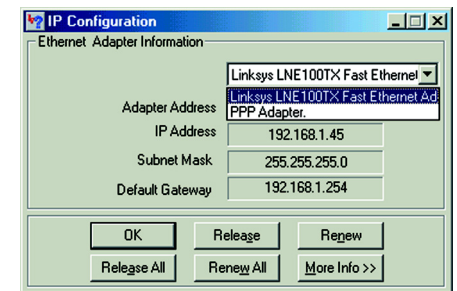 IP Configuration
Ethernet Adapter Information
Linksys LNE100TX Fast Ethernet
Linksys LNE100TX Fast Ethernet Ad
PPP Adapter.
Adapter Address
IP Address 192.168.1.45
Subnet Mask 255.255.255.0
Default Gateway 192.168.1.254
OK Release Renew
Release All Renew All More Info >>